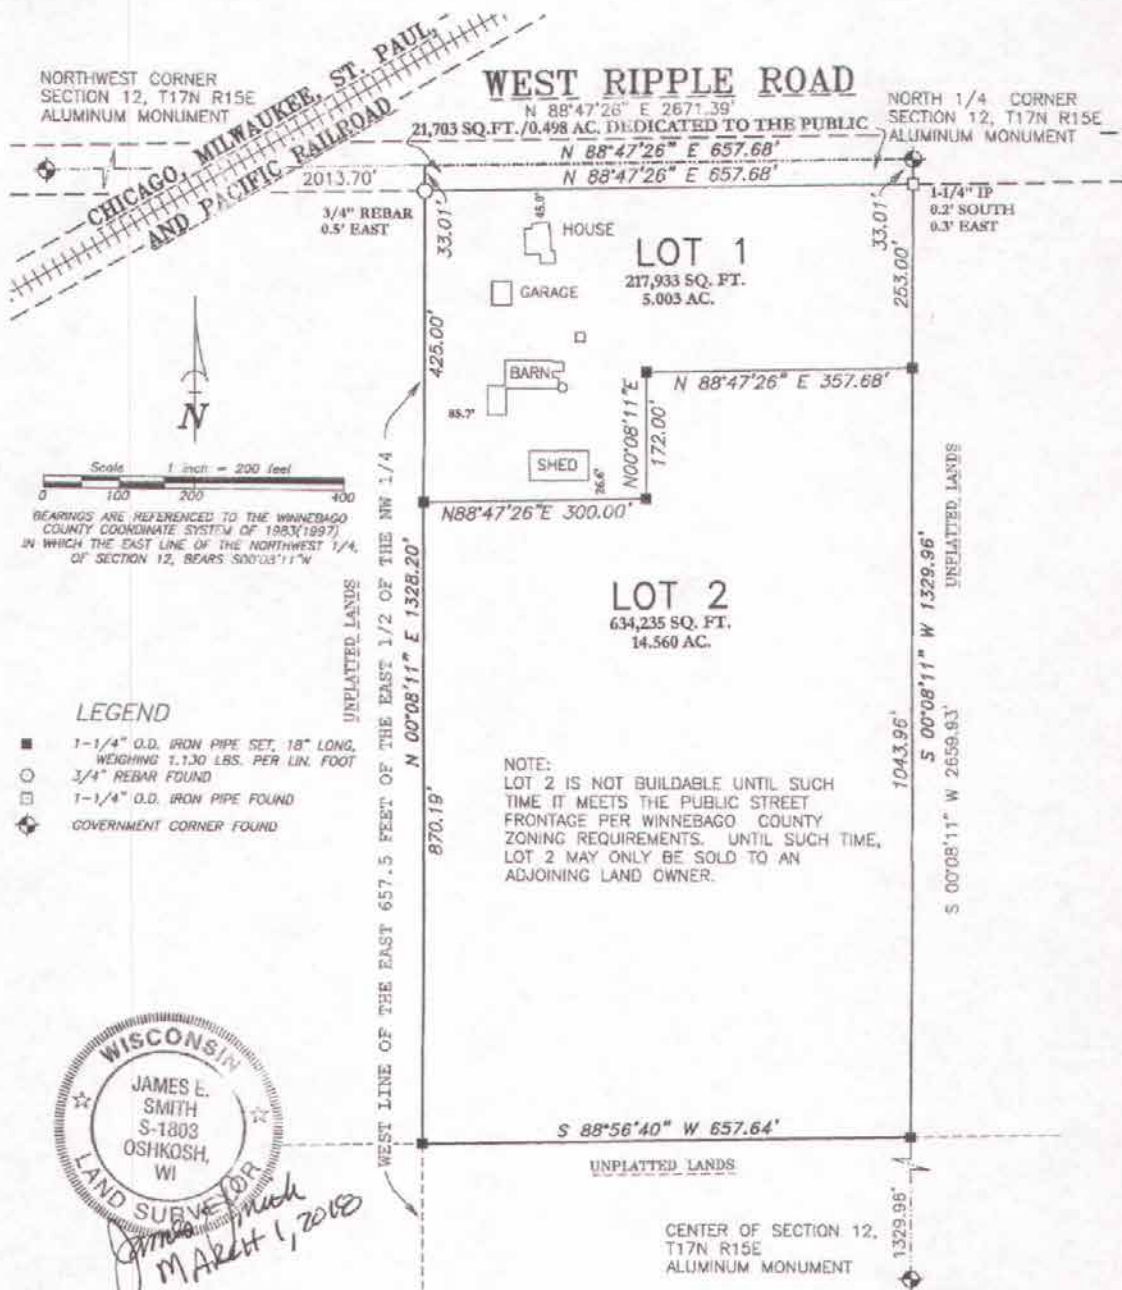 NORTHWEST CORNER
SECTION 12, T17N R15E
ALUMINUM MONUMENT
CHICAGO, MILWAUKEE, ST. PAUL,
AND PACIFIC RAILROAD
WEST RIPPLE ROAD
N 88°47'26" E 2671.39'
21,703 SQ.FT./0.498 AC. DEDICATED TO THE PUBLIC
NORTH 1/4 CORNER
SECTION 12, T17N R15E
ALUMINUM MONUMENT
N 88°47'26" E 657.68'
2013.70'
N 88°47'26" E 657.68'
3/4" REBAR
0.5' EAST
33.01'
33.01'
1-1/4" IP
0.2' SOUTH
0.3' EAST
HOUSE
LOT 1
217,933 SQ. FT.
5.003 AC.
253.00'
GARAGE
425.00'
BARN
N 88°47'26" E 357.68'
N00°08'11"E
172.00'
85.7'
SHED
26.6'
N88°47'26"E 300.00'
N
Scale 1 inch = 200 feet
0 100 200 400
BEARINGS ARE REFERENCED TO THE WINNEBAGO
COUNTY COORDINATE SYSTEM OF 1983(1997)
IN WHICH THE EAST LINE OF THE NORTHWEST 1/4,
OF SECTION 12, BEARS S00°08'11"W
UNPLATTED LANDS
WEST LINE OF THE EAST 657.5 FEET OF THE EAST 1/2 OF THE NW 1/4
N 00°08'11" E 1328.20'
870.19'
LOT 2
634,235 SQ. FT.
14.560 AC.
UNPLATTED LANDS
S 00°08'11" W 1329.96'
1043.96'
S 00°08'11" W 2659.93'
LEGEND
1-1/4" O.D. IRON PIPE SET, 18" LONG,
WEIGHING 1.130 LBS. PER LIN. FOOT
3/4" REBAR FOUND
1-1/4" O.D. IRON PIPE FOUND
GOVERNMENT CORNER FOUND
NOTE:
LOT 2 IS NOT BUILDABLE UNTIL SUCH
TIME IT MEETS THE PUBLIC STREET
FRONTAGE PER WINNEBAGO COUNTY
ZONING REQUIREMENTS. UNTIL SUCH TIME,
LOT 2 MAY ONLY BE SOLD TO AN
ADJOINING LAND OWNER.
WISCONSIN
JAMES E.
SMITH
S-1803
OSHKOSH,
WI
LAND SURVEYOR
James Smith
MARCH 1, 2018
S 88°56'40" W 657.64'
UNPLATTED LANDS
CENTER OF SECTION 12,
T17N R15E
ALUMINUM MONUMENT
1329.96'